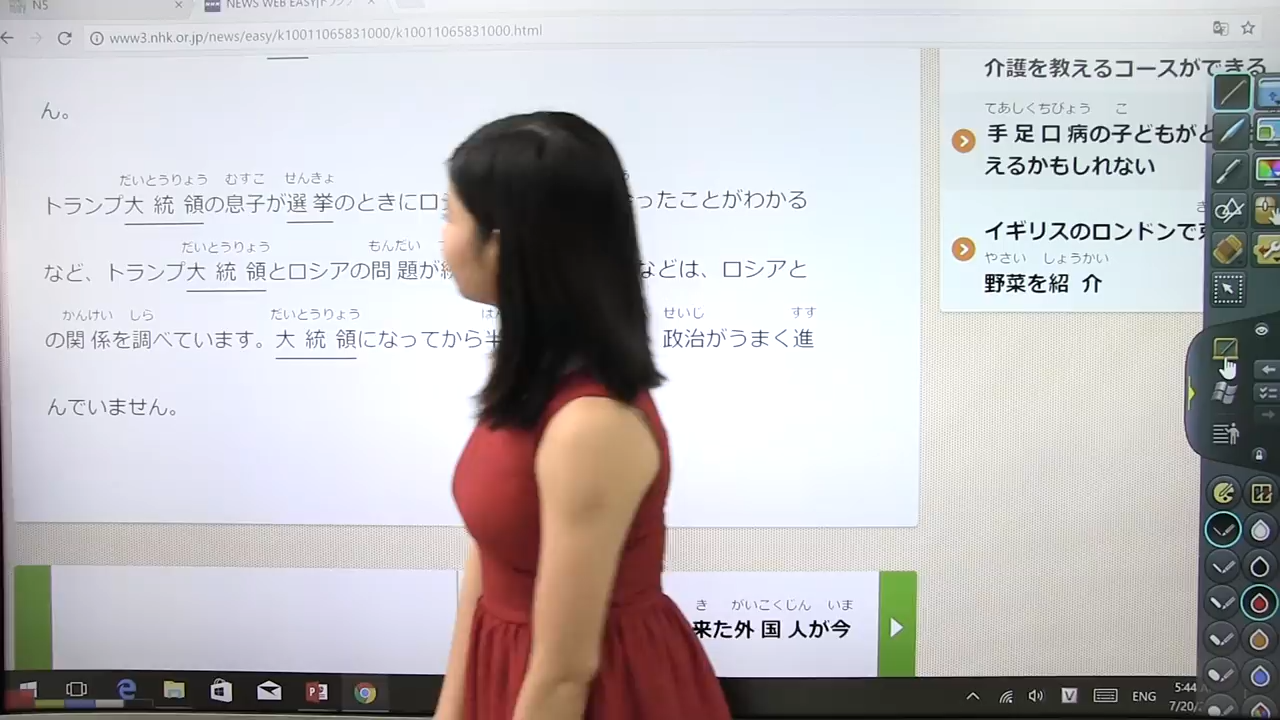 N5
NEWS WEB EASY
www3.nhk.or.jp/news/easy/k10011065831000/k10011065831000.html
ん。
だいとうりょう むすこ せんきょ
トランプ大統領の息子が選挙のときにロ
ったことがわかる
だいとうりょう もんだい
など、トランプ大統領とロシアの問題が
などは、ロシアと
かんけい しら だいとうりょう せいじ すす
の関係を調べています。大統領になってから半
政治がうまく進
んでいません。
き がいこくじん いま
来た外国人が今
介護を教えるコースができる
てあしくちびょう こ
手足口病の子どもがと
えるかもしれない
イギリスのロンドンで
やさい しょうかい
野菜を紹介
ENG
5:44
7/20/